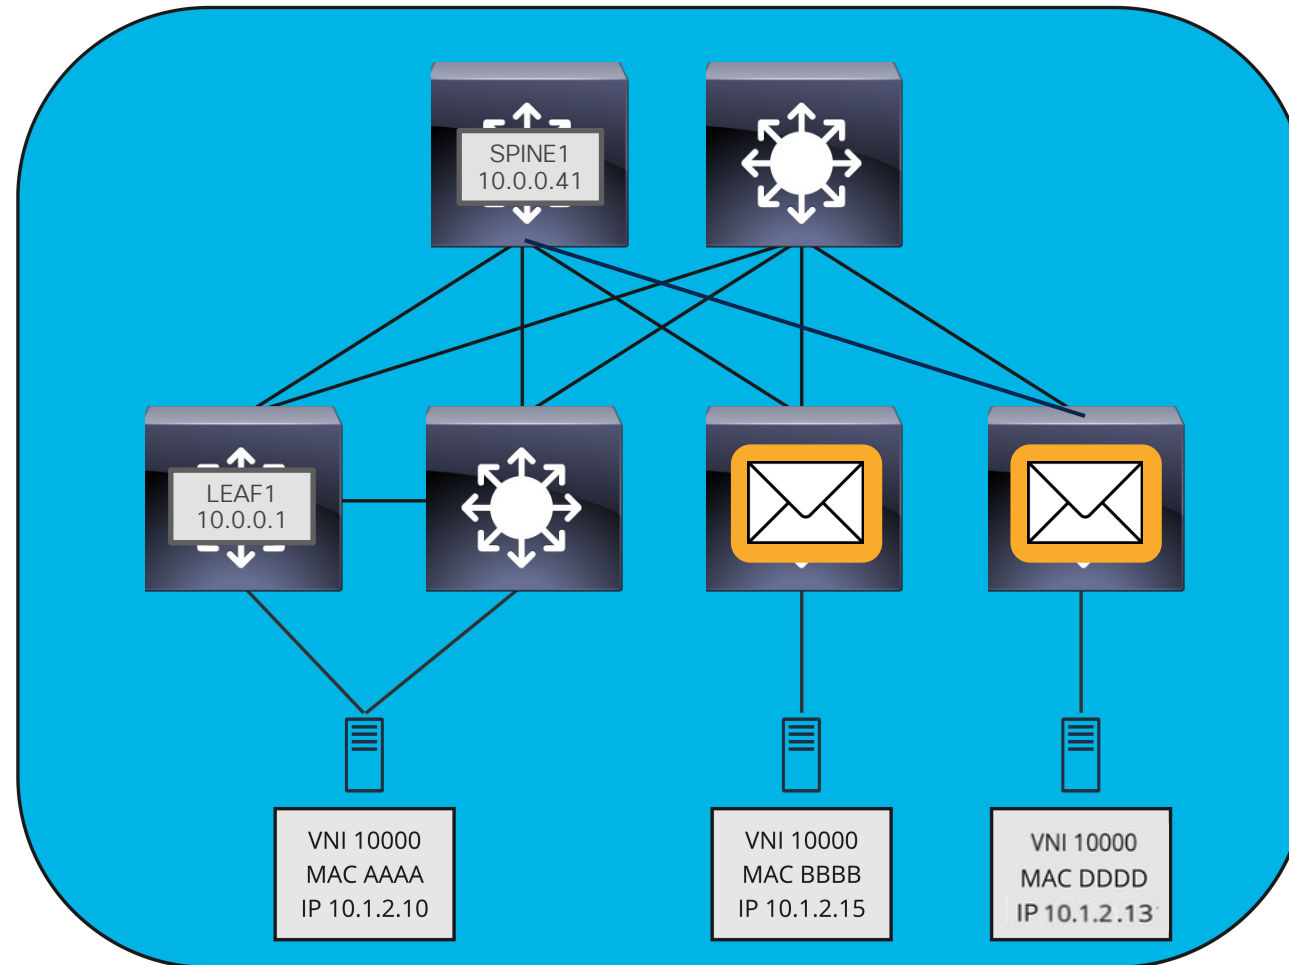 SPINE1
10.0.0.41
LEAF1
10.0.0.1
VNI 10000
MAC AAAA
IP 10.1.2.10
VNI 10000
MAC BBBB
IP 10.1.2.15
VNI 10000
MAC DDDD
IP 10.1.2.13